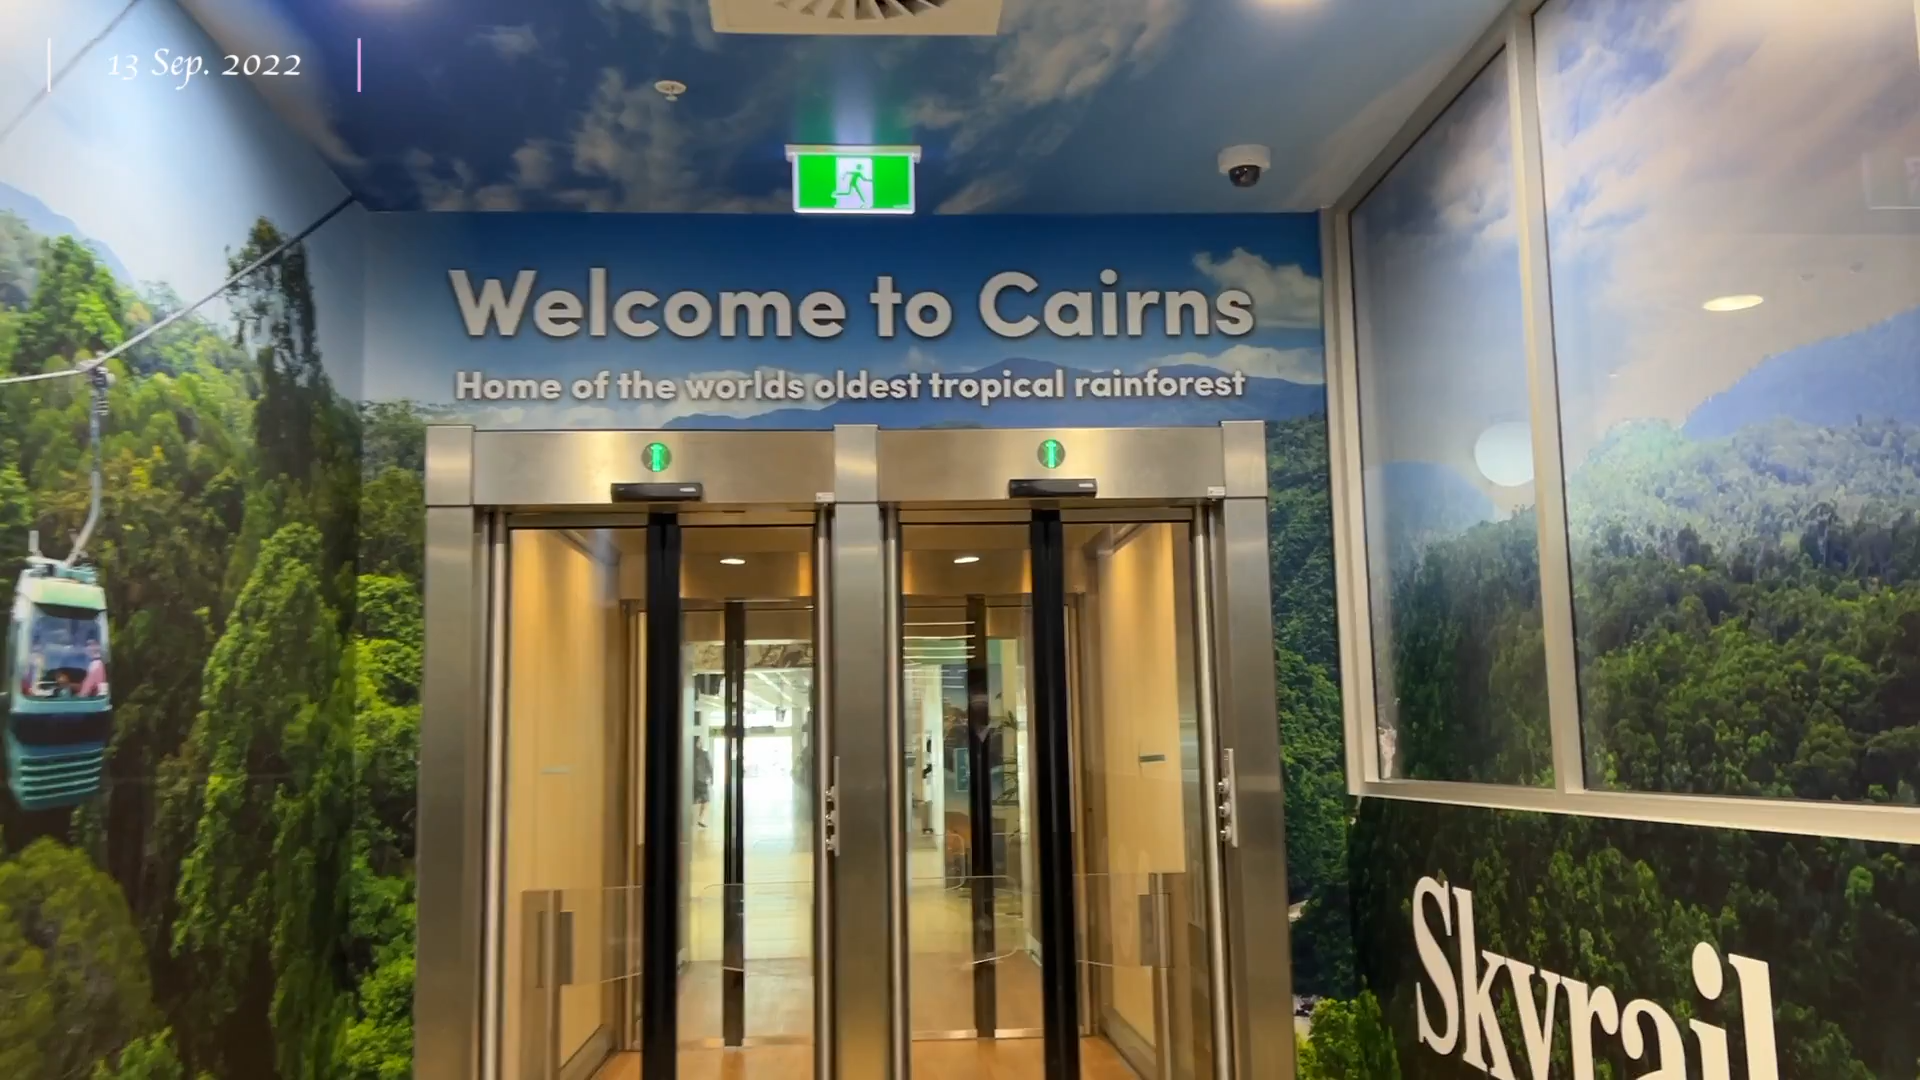 13 Sep. 2022
Welcome to Cairns
Home of the worlds oldest tropical rainforest
Skyrail